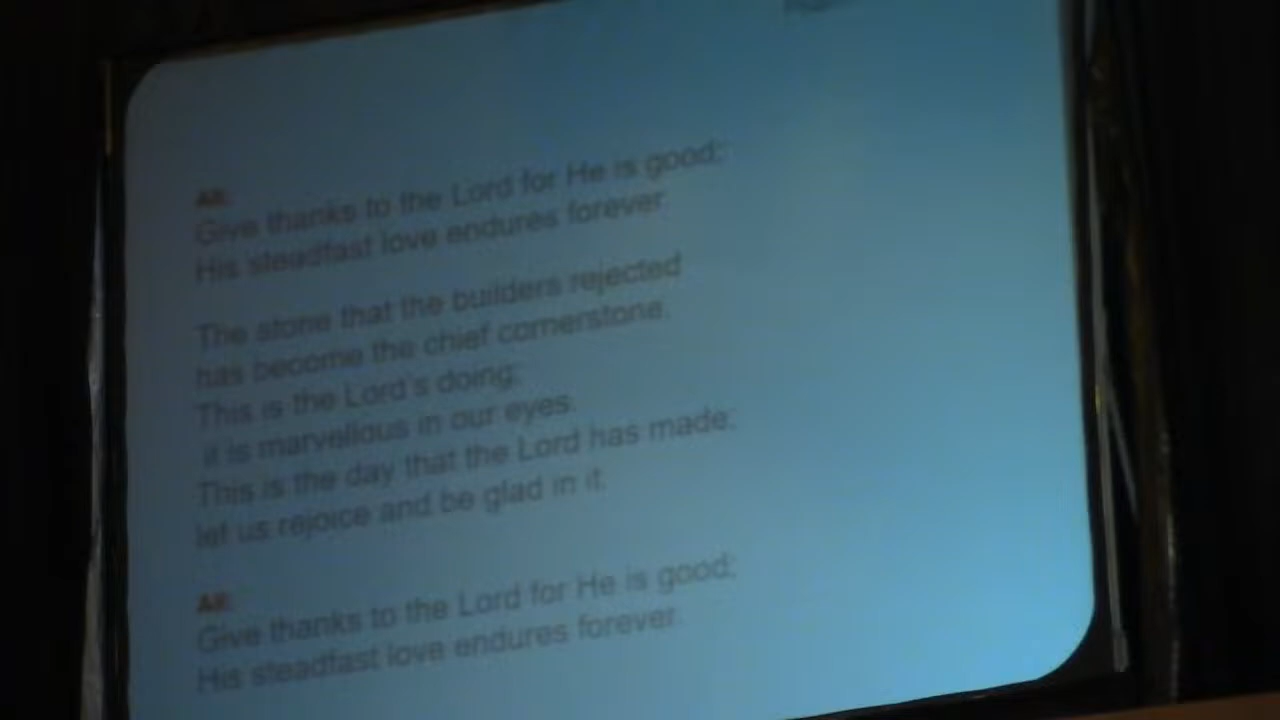 All:
Give thanks to the Lord for He is good;
His steadfast love endures forever.
The stone that the builders rejected
has become the chief cornerstone.
This is the Lord's doing;
it is marvellous in our eyes.
This is the day that the Lord has made;
let us rejoice and be glad in it.
All:
Give thanks to the Lord for He is good;
His steadfast love endures forever.